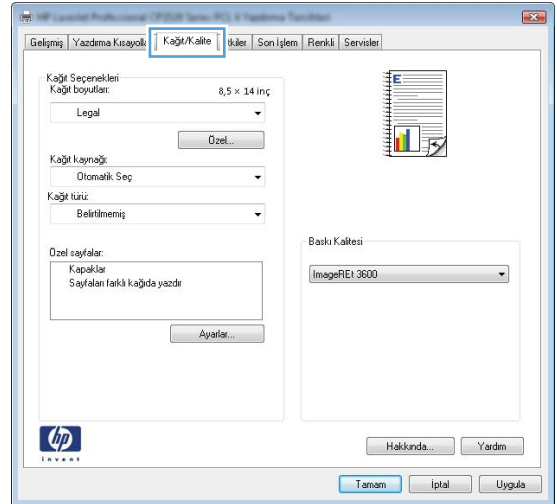 Gelişmiş Yazdırma Kısayolla Kağıt/Kalite tkiler Son İşlem Renkli Servisler
Kağıt Seçenekleri
Kağıt boyutları: 8,5 × 14 inç
Legal
Özel...
Kağıt kaynağı:
Otomatik Seç
Kağıt türü:
Belirtilmemiş
Özel sayfalar:
Kapaklar
Sayfaları farklı kağıda yazdır
Ayarlar...
E
Baskı Kalitesi
ImageREt 3600
hp
invent
Hakkında... Yardım
Tamam İptal Uygula